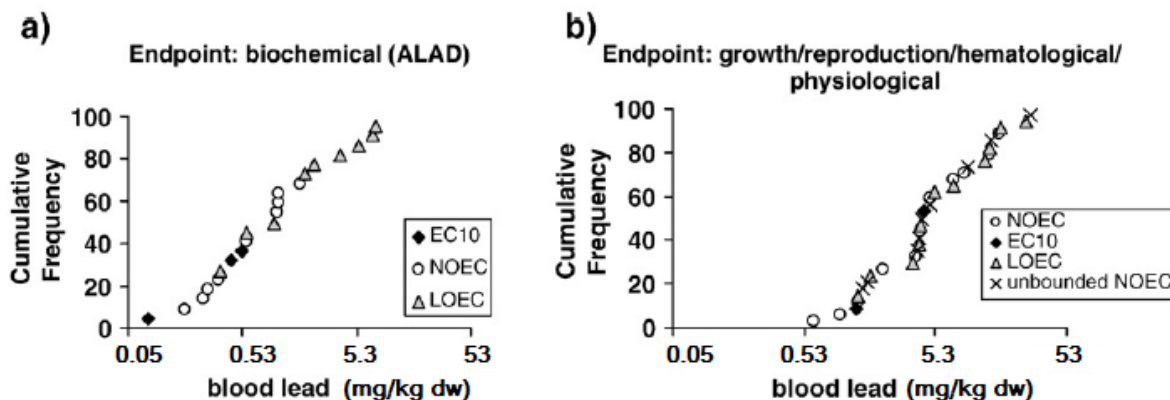 a)
Endpoint: biochemical (ALAD)
Cumulative
Frequency
100
80
60
40
20
0
0.05
0.53
5.3
53
blood lead (mg/kg dw)
EC10
NOEC
LOEC
b)
Endpoint: growth/reproduction/hematological/
physiological
Cumulative
Frequency
100
80
60
40
20
0
0.05
0.53
5.3
53
blood lead (mg/kg dw)
NOEC
EC10
LOEC
unbounded NOEC